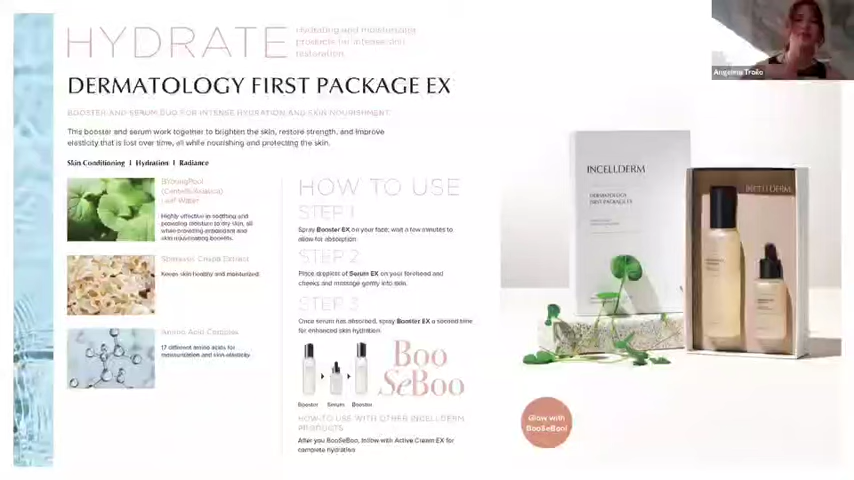 HYDRATE
Hydrating and moisturizing
products for intense skin
restoration.
DERMATOLOGY FIRST PACKAGE EX
BOOSTER AND SERUM DUO FOR INTENSE HYDRATION AND SKIN NOURISHMENT
This booster and serum work together to brighten the skin, restore strength, and improve
elasticity that is lost over time, all while nourishing and protecting the skin.
Skin Conditioning I Hydration I Radiance
ByoungPool
(Centella Asiatica)
Leaf Water
Highly effective in soothing and
providing moisture to dry skin, all
while providing antioxidant and
skin rejuvenating benefits.
Extract
Keeps skin healthy and moisturized.
Amino Acid Complex
17 different amino acids for
moisturization and skin elasticity
HOW TO USE
STEP 1
Spray Booster EX on your face; wait a few minutes to
allow for absorption.
STEP 2
Place droplets of Serum EX on your forehead and
cheeks and massage gently into skin.
STEP 3
Once serum has absorbed, spray Booster EX a second time
for enhanced skin hydration.
Boo
SeBoo
Booster Serum Booster
HOW TO USE WITH OTHER INCELLDERM
PRODUCTS
After you BooSeBoo, follow with Active Cream EX for
complete hydration
INCELLDERM
DERMATOLOGY
FIRST PACKAGE EX
INCELLDERM
Glow with
BooSeBoo!
Angelina Troilo